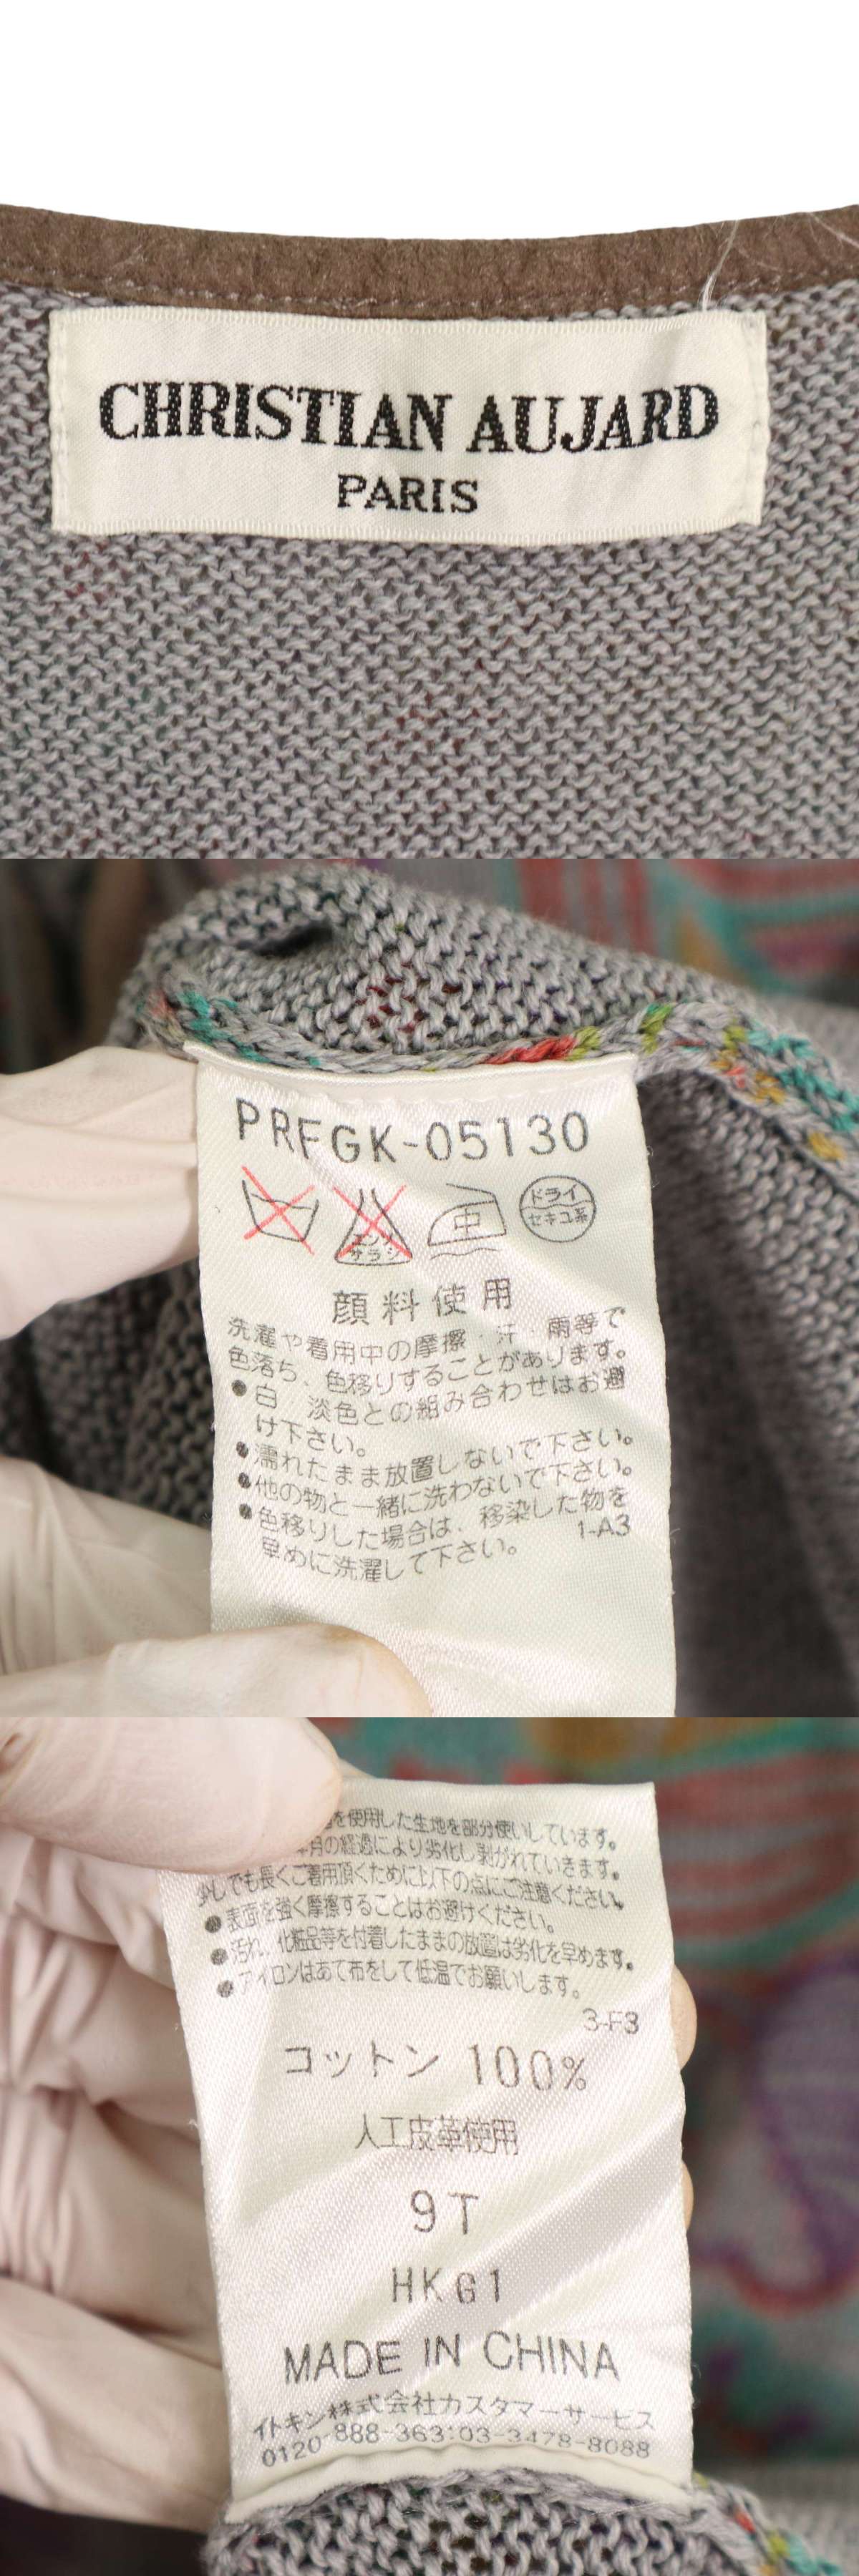 CHRISTIAN AUJARD
PARIS
PRFGK-05130
エンソ
サラシ
中
ドライ
セキユ系
顔料使用
洗濯や着用中の摩擦・汗・雨等で
色落ち、色移りすることがあります。
●白・淡色との組み合わせはお避
け下さい。
●濡れたまま放置しないで下さい。
●他の物と一緒に洗わないで下さい。
●色移りした場合は、移染した物を
早めに洗濯して下さい。
1-A3
を使用した生地を部分使いしています。
年月の経過により劣化し剥がれていきます。
少しでも長くご着用頂くために以下の点にご注意ください。
●表面を強く摩擦することはお避けください。
●汚れ、化粧品等を付着したままの放置は劣化を早めます。
●アイロンはあて布をして低温でお願いします。
3-F3
コットン 100%
人工皮革使用
9T
HKG1
MADE IN CHINA
イトキン株式会社カスタマーサービス
0120-888-363:03-3478-8088